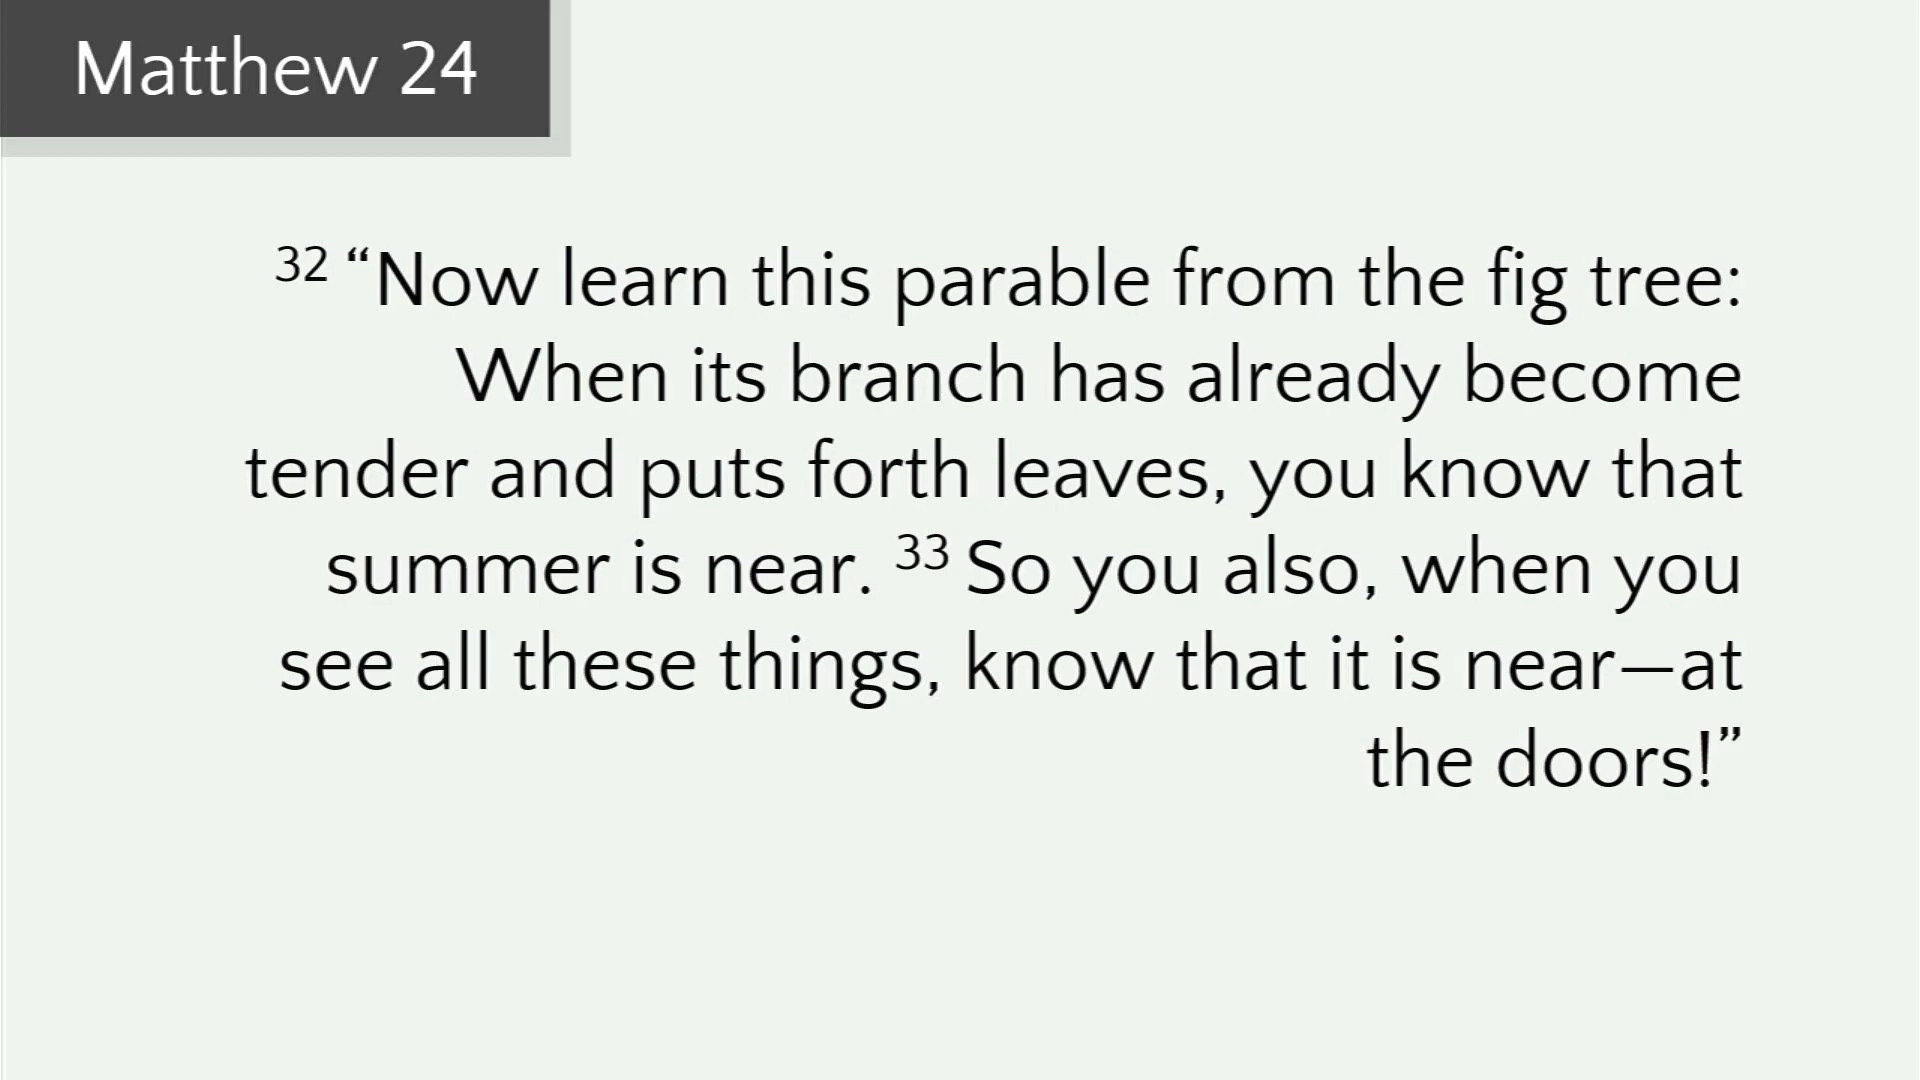 Matthew 24
32 “Now learn this parable from the fig tree:
When its branch has already become
tender and puts forth leaves, you know that
summer is near. 33 So you also, when you
see all these things, know that it is near—at
the doors!”